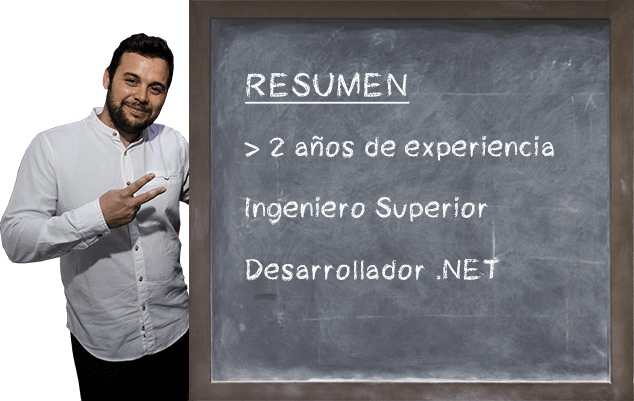 RESUMEN
> 2 años de experiencia
Ingeniero Superior
Desarrollador .NET